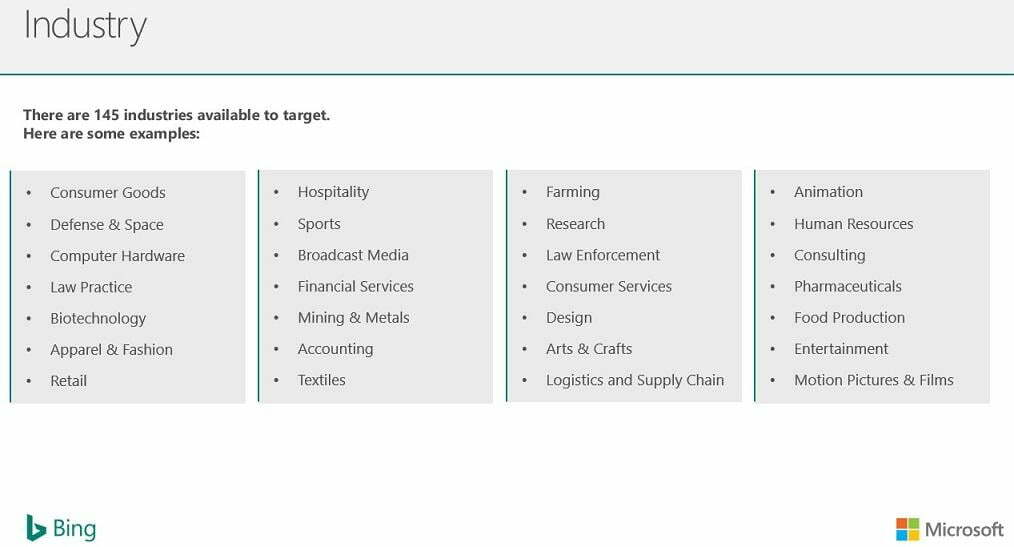 Industry
There are 145 industries available to target.
Here are some examples:
• Consumer Goods
• Defense & Space
• Computer Hardware
• Law Practice
• Biotechnology
• Apparel & Fashion
• Retail
• Hospitality
• Sports
• Broadcast Media
• Financial Services
• Mining & Metals
• Accounting
• Textiles
• Farming
• Research
• Law Enforcement
• Consumer Services
• Design
• Arts & Crafts
• Logistics and Supply Chain
• Animation
• Human Resources
• Consulting
• Pharmaceuticals
• Food Production
• Entertainment
• Motion Pictures & Films
Bing
Microsoft